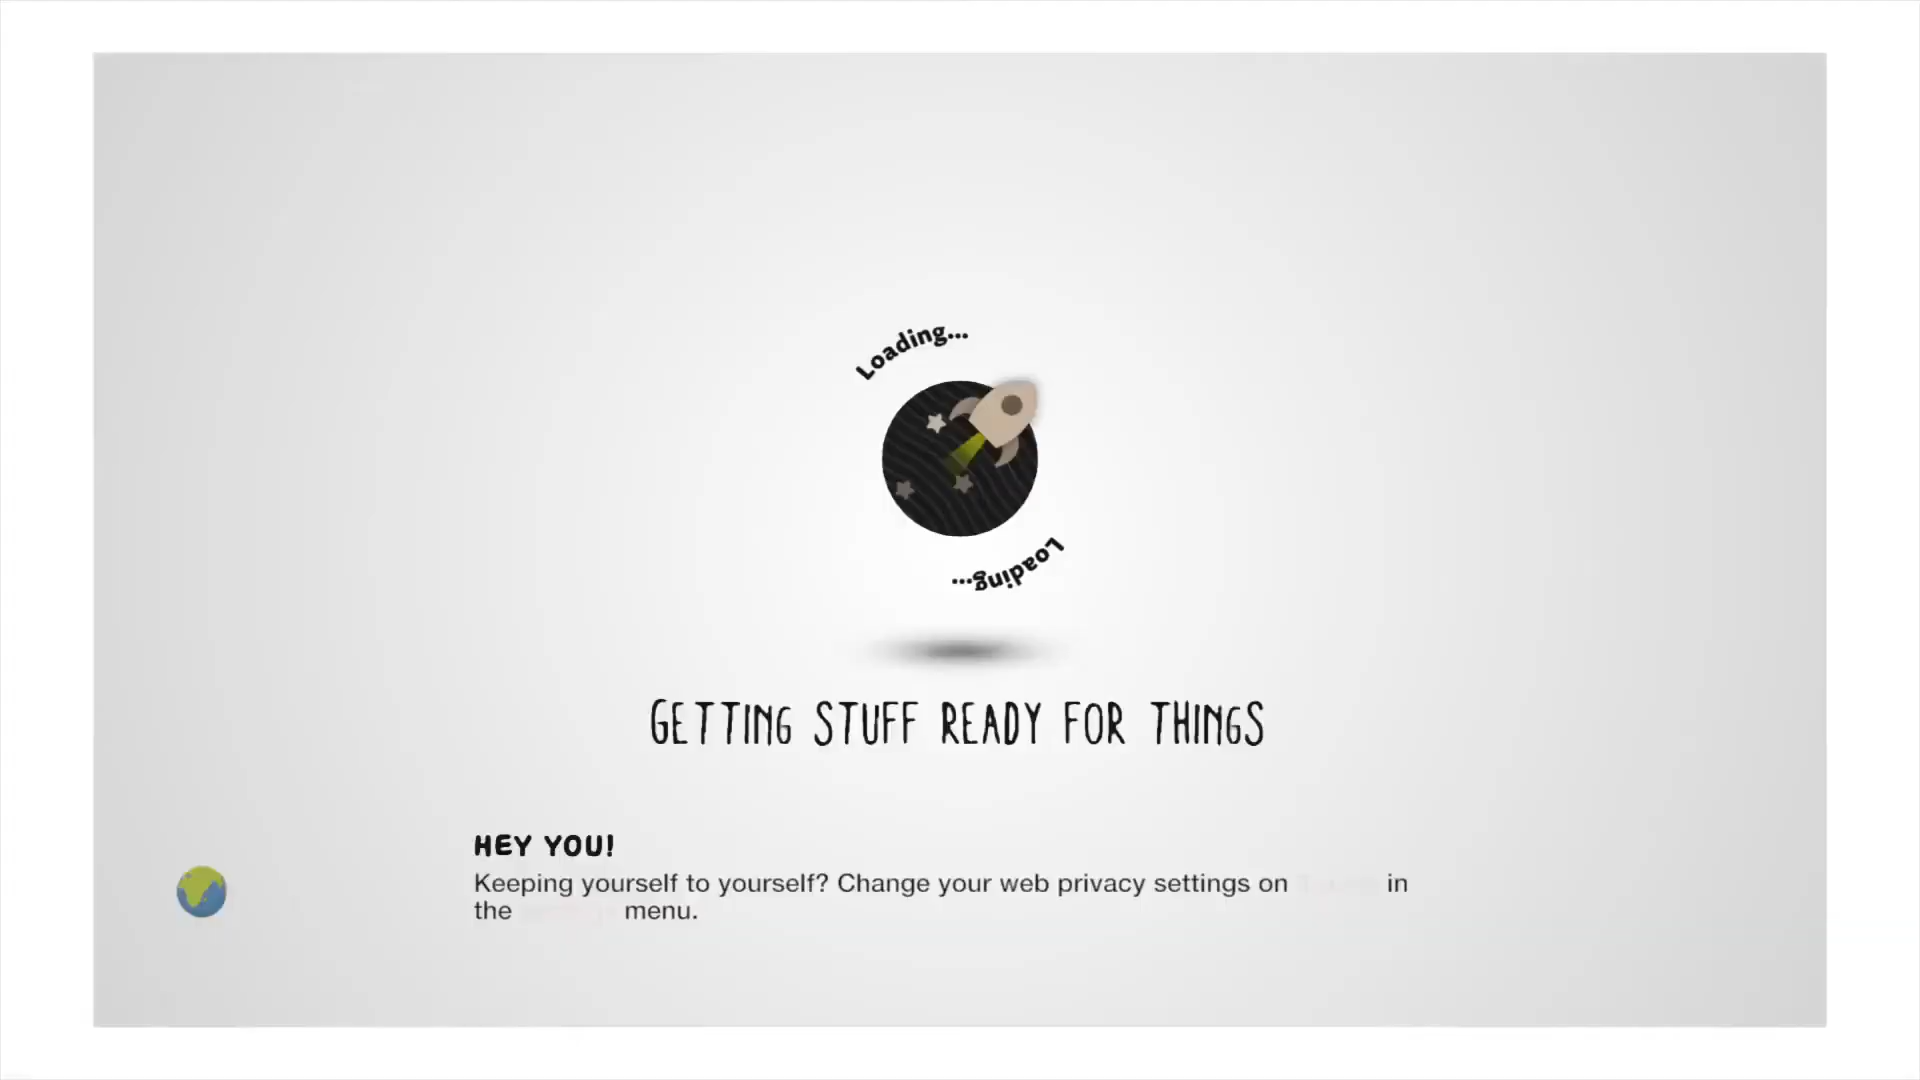 Loading...
Loading...
GETTING STUFF READY FOR THINGS
HEY YOU!
Keeping yourself to yourself? Change your web privacy settings on in
the menu.